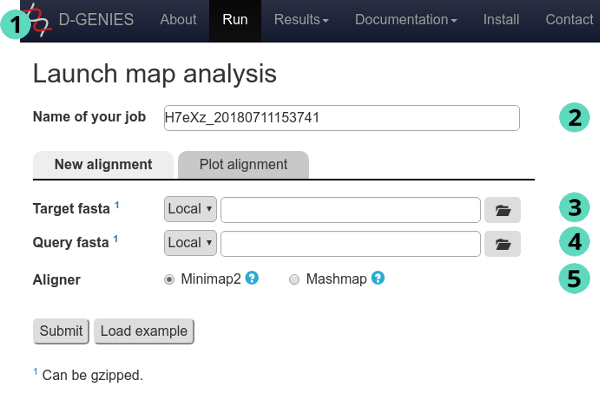 1 D-GENIES About Run Results Documentation Install Contact
Launch map analysis
Name of your job H7eXz_20180711153741 2
New alignment Plot alignment
Target fasta 1 Local 3
Query fasta 1 Local 4
Aligner Minimap2 ? Mashmap ? 5
Submit Load example
1 Can be gzipped.